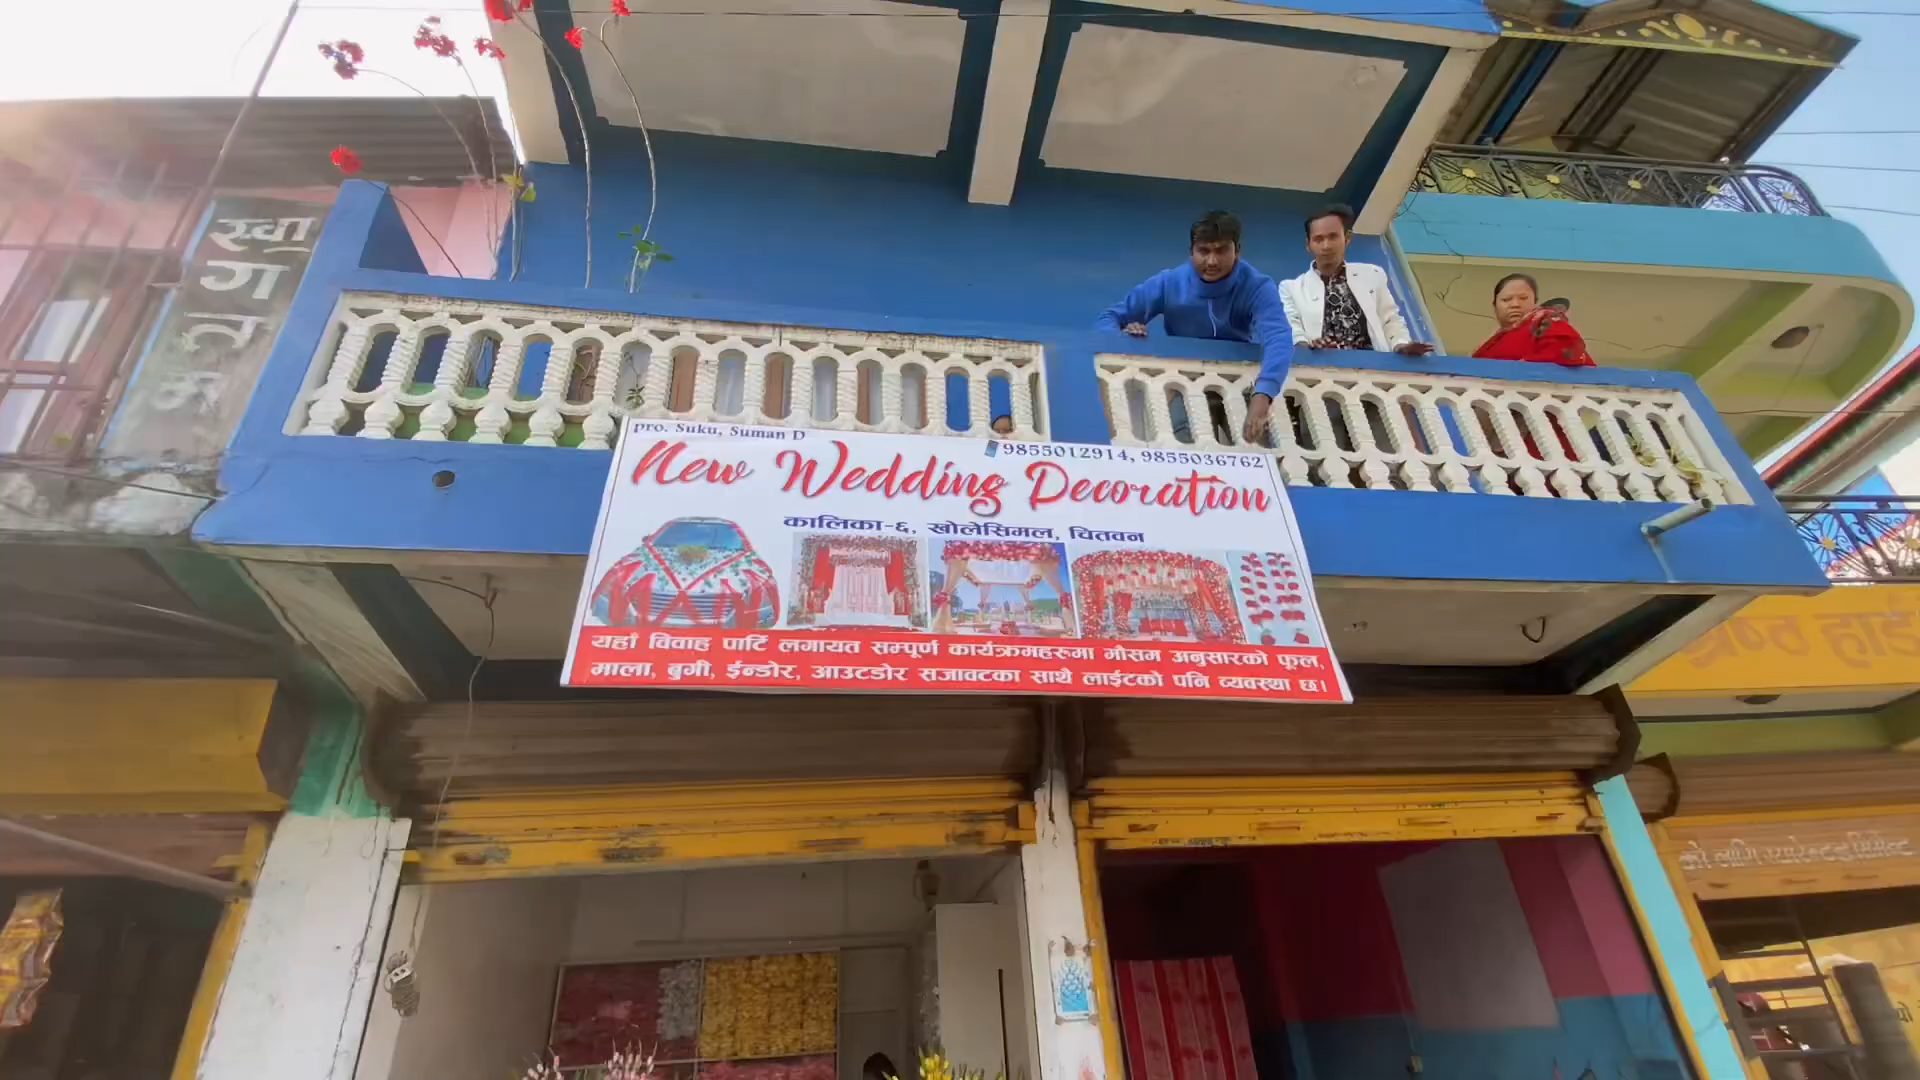 स्वा
ग
त
म
pro. Suku, Suman D
9855012914, 9855036762
New Wedding Decoration
कालिका-६, खोलेसिमल, चितवन
यहाँ विवाह पार्टि लगायत सम्पूर्ण कार्यक्रमहरुमा मौसम अनुसारको फूल,
माला, बुगी, ईन्डोर, आउटडोर सजावटका साथै लाईटको पनि व्यवस्था छ।
एण्ड हार्ड
को लागि